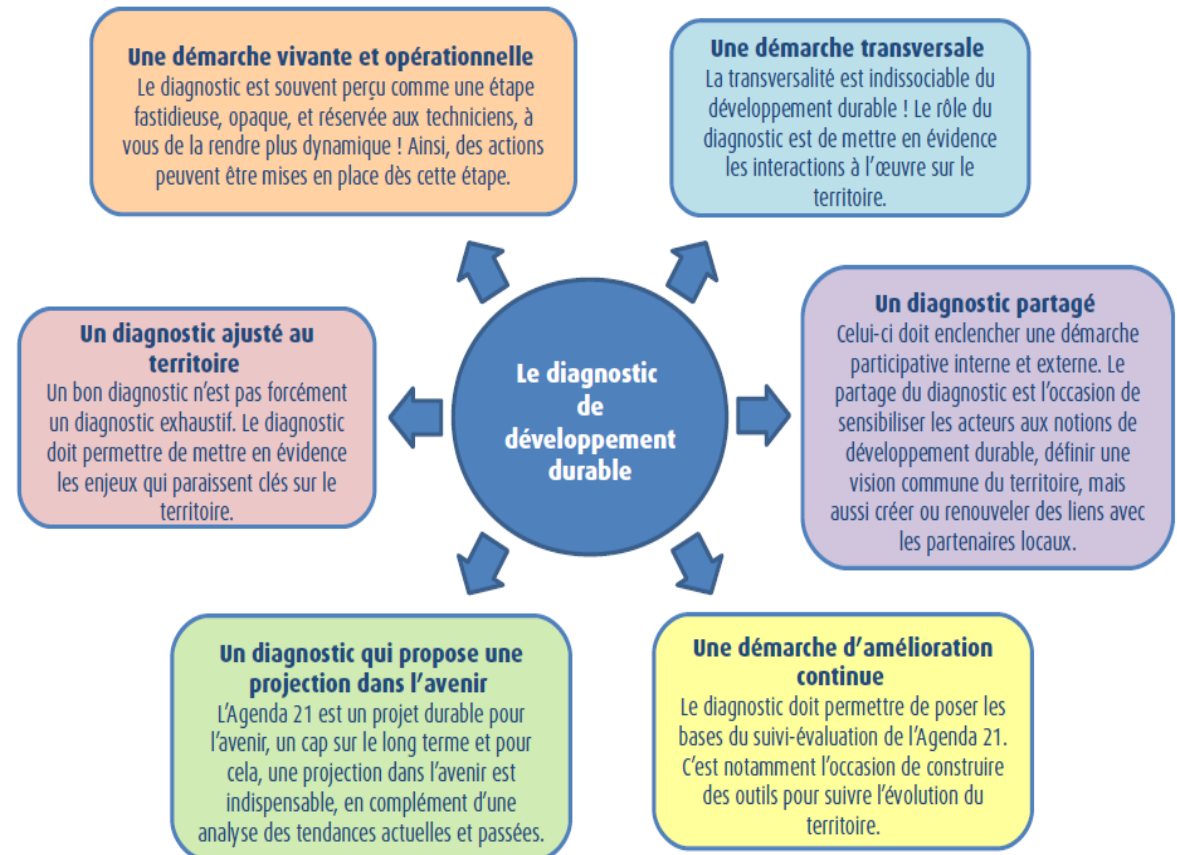 Une démarche vivante et opérationnelle
Le diagnostic est souvent perçu comme une étape
fastidieuse, opaque, et réservée aux techniciens, à
vous de la rendre plus dynamique ! Ainsi, des actions
peuvent être mises en place dès cette étape.
Une démarche transversale
La transversalité est indissociable du
développement durable ! Le rôle du
diagnostic est de mettre en évidence
les interactions à l’œuvre sur le
territoire.
Un diagnostic ajusté au
territoire
Un bon diagnostic n’est pas forcément
un diagnostic exhaustif. Le diagnostic
doit permettre de mettre en évidence
les enjeux qui paraissent clés sur le
territoire.
Le diagnostic
de
développement
durable
Un diagnostic partagé
Celui-ci doit enclencher une démarche
participative interne et externe. Le
partage du diagnostic est l’occasion de
sensibiliser les acteurs aux notions de
développement durable, définir une
vision commune du territoire, mais
aussi créer ou renouveler des liens avec
les partenaires locaux.
Un diagnostic qui propose une
projection dans l’avenir
L’Agenda 21 est un projet durable pour
l’avenir, un cap sur le long terme et pour
cela, une projection dans l’avenir est
indispensable, en complément d’une
analyse des tendances actuelles et passées.
Une démarche d’amélioration
continue
Le diagnostic doit permettre de poser les
bases du suivi-évaluation de l’Agenda 21.
C’est notamment l’occasion de construire
des outils pour suivre l’évolution du
territoire.